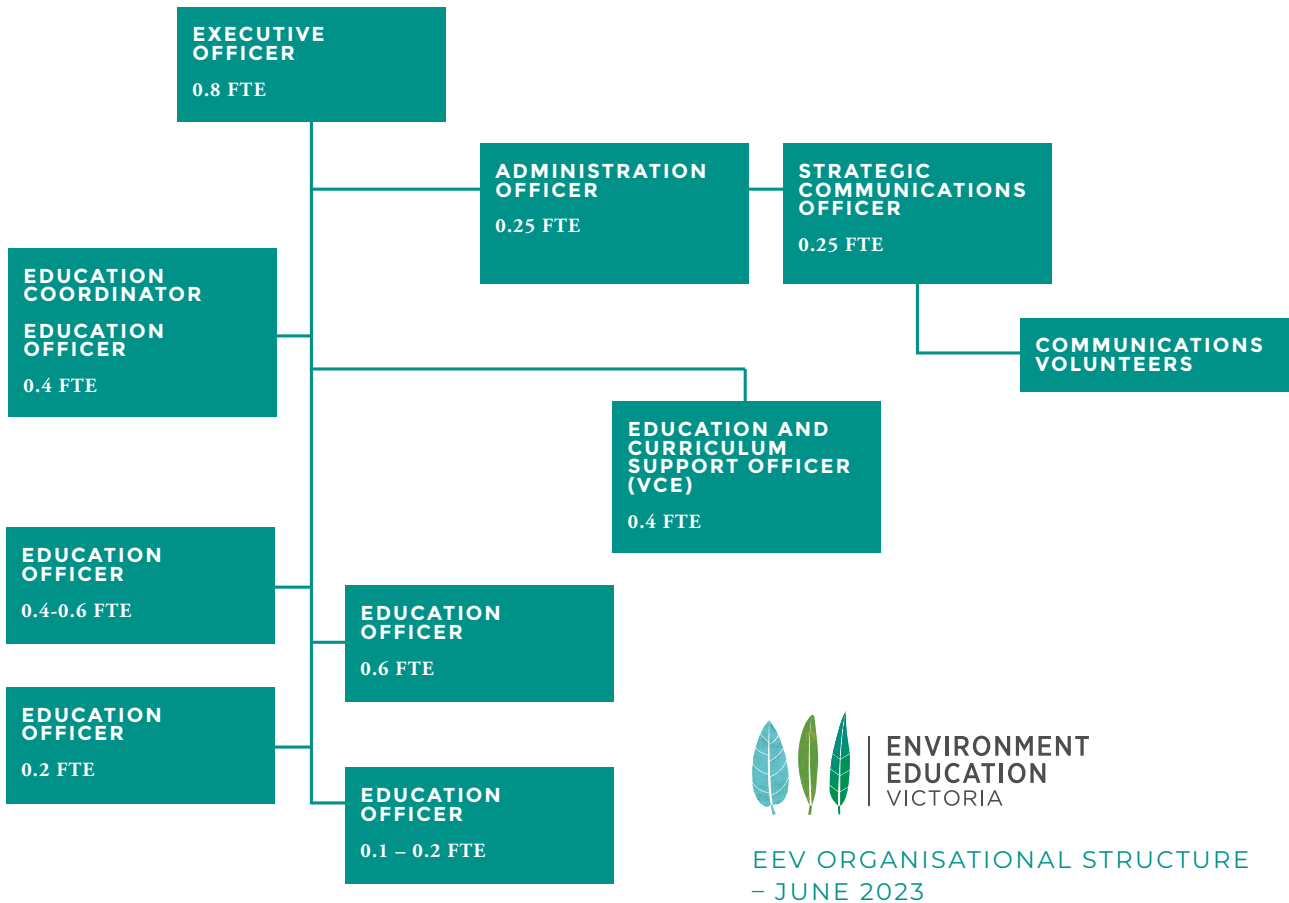 EXECUTIVE
OFFICER
0.8 FTE
ADMINISTRATION
OFFICER
0.25 FTE
STRATEGIC
COMMUNICATIONS
OFFICER
0.25 FTE
EDUCATION
COORDINATOR
EDUCATION
OFFICER
0.4 FTE
COMMUNICATIONS
VOLUNTEERS
EDUCATION AND
CURRICULUM
SUPPORT OFFICER
(VCE)
0.4 FTE
EDUCATION
OFFICER
0.4-0.6 FTE
EDUCATION
OFFICER
0.6 FTE
EDUCATION
OFFICER
0.2 FTE
EDUCATION
OFFICER
0.1 – 0.2 FTE
ENVIRONMENT
EDUCATION
VICTORIA
EEV ORGANISATIONAL STRUCTURE
– JUNE 2023